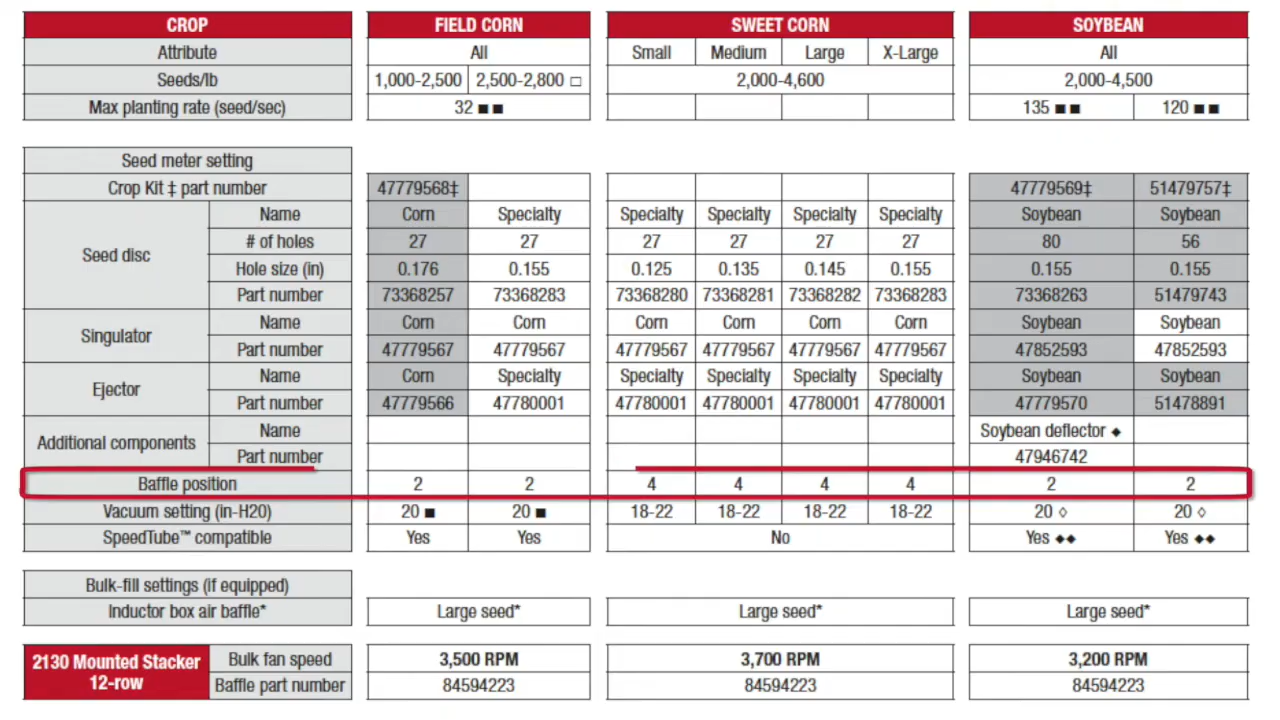 CROP FIELD CORN SWEET CORN SOYBEAN
Attribute All Small Medium Large X-Large All
Seeds/lb 1,000-2,500 2,500-2,800 □ 2,000-4,600 2,000-4,500
Max planting rate (seed/sec) 32 ■ ■ 135 ■ ■ 120 ■ ■
Seed meter setting
Crop Kit ‡ part number 47779568‡ 47779569‡ 51479757‡
Seed disc
Name Corn Specialty Specialty Specialty Specialty Specialty Soybean Soybean
# of holes 27 27 27 27 27 27 80 56
Hole size (in) 0.176 0.155 0.125 0.135 0.145 0.155 0.155 0.155
Part number 73368257 73368283 73368280 73368281 73368282 73368283 73368263 51479743
Singulator
Name Corn Corn Corn Corn Corn Corn Soybean Soybean
Part number 47779567 47779567 47779567 47779567 47779567 47779567 47852593 47852593
Ejector
Name Corn Specialty Specialty Specialty Specialty Specialty Soybean Soybean
Part number 47779566 47780001 47780001 47780001 47780001 47780001 47779570 51478891
Additional components
Name Soybean deflector ◆
Part number 47946742
Baffle position 2 2 4 4 4 4 2 2
Vacuum setting (in-H20) 20 ■ 20 ■ 18-22 18-22 18-22 18-22 20 ◊ 20 ◊
SpeedTube™ compatible Yes Yes No Yes ◆◆ Yes ◆◆
Bulk-fill settings (if equipped)
Inductor box air baffle* Large seed* Large seed* Large seed*
2130 Mounted Stacker
12-row
Bulk fan speed 3,500 RPM 3,700 RPM 3,200 RPM
Baffle part number 84594223 84594223 84594223